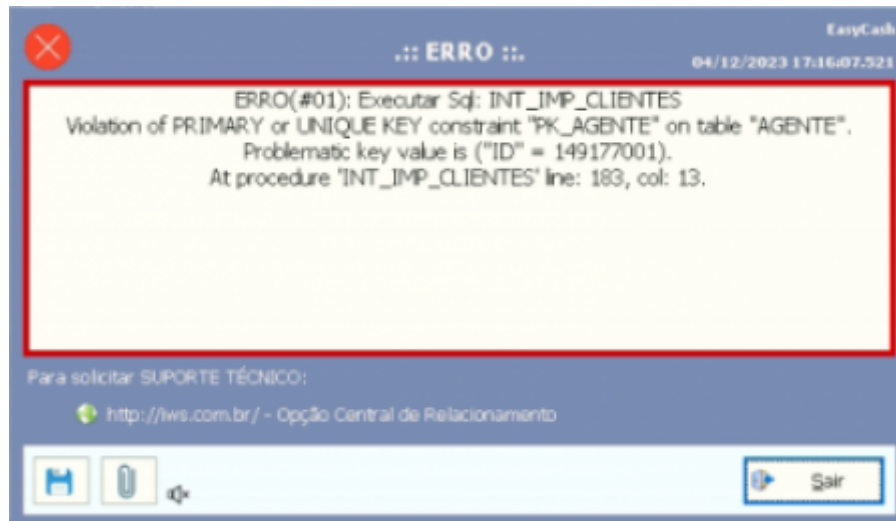 EasyCash
.:: ERRO ::.
04/12/2023 17:16:07.521
ERRO(#01): Executar Sql: INT_IMP_CLIENTES
Violation of PRIMARY or UNIQUE KEY constraint "PK_AGENTE" on table "AGENTE".
Problematic key value is ("ID" = 149177001).
At procedure 'INT_IMP_CLIENTES' line: 183, col: 13.
Para solicitar SUPORTE TÉCNICO:
http://iws.com.br/ - Opção Central de Relacionamento
Sair